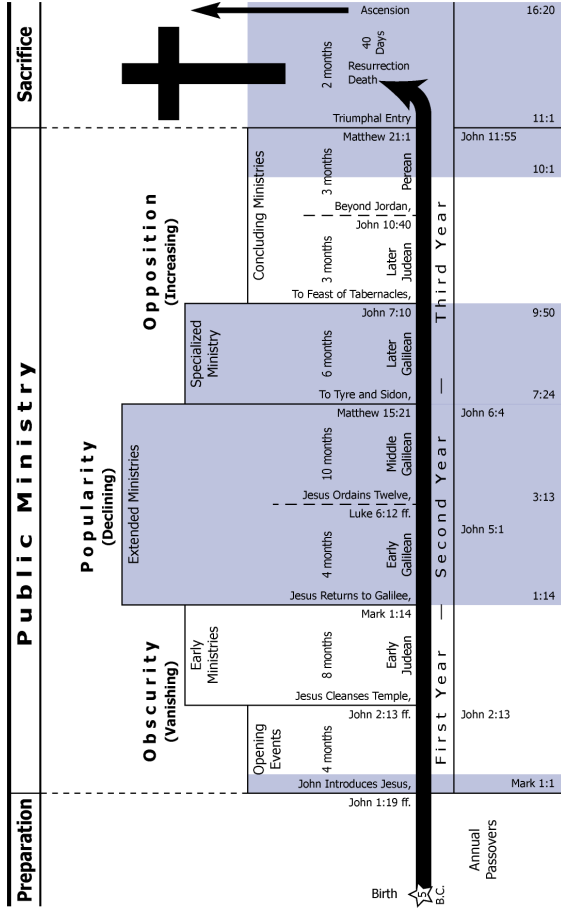 Preparation
Public Ministry
Sacrifice
Obscurity
(Vanishing)
Popularity
(Declining)
Opposition
(Increasing)
Opening
Events
Early
Ministries
Extended Ministries
Specialized
Ministry
Concluding Ministries
4 months
8 months
4 months
10 months
6 months
3 months
3 months
2 months
Early
Judean
Early
Galilean
Middle
Galilean
Later
Galilean
Later
Judean
Perean
Birth
5
B.C.
John Introduces Jesus,
John 1:19 ff.
Jesus Cleanses Temple,
John 2:13 ff.
Jesus Returns to Galilee,
Mark 1:14
Jesus Ordains Twelve,
Luke 6:12 ff.
To Tyre and Sidon,
Matthew 15:21
To Feast of Tabernacles,
John 7:10
Beyond Jordan,
John 10:40
Triumphal Entry
Matthew 21:1
Resurrection
Death
40
Days
Ascension
First Year — Second Year — Third Year
Annual
Passovers
John 2:13
John 5:1
John 6:4
John 11:55
Mark 1:1
1:14
3:13
7:24
9:50
10:1
11:1
16:20